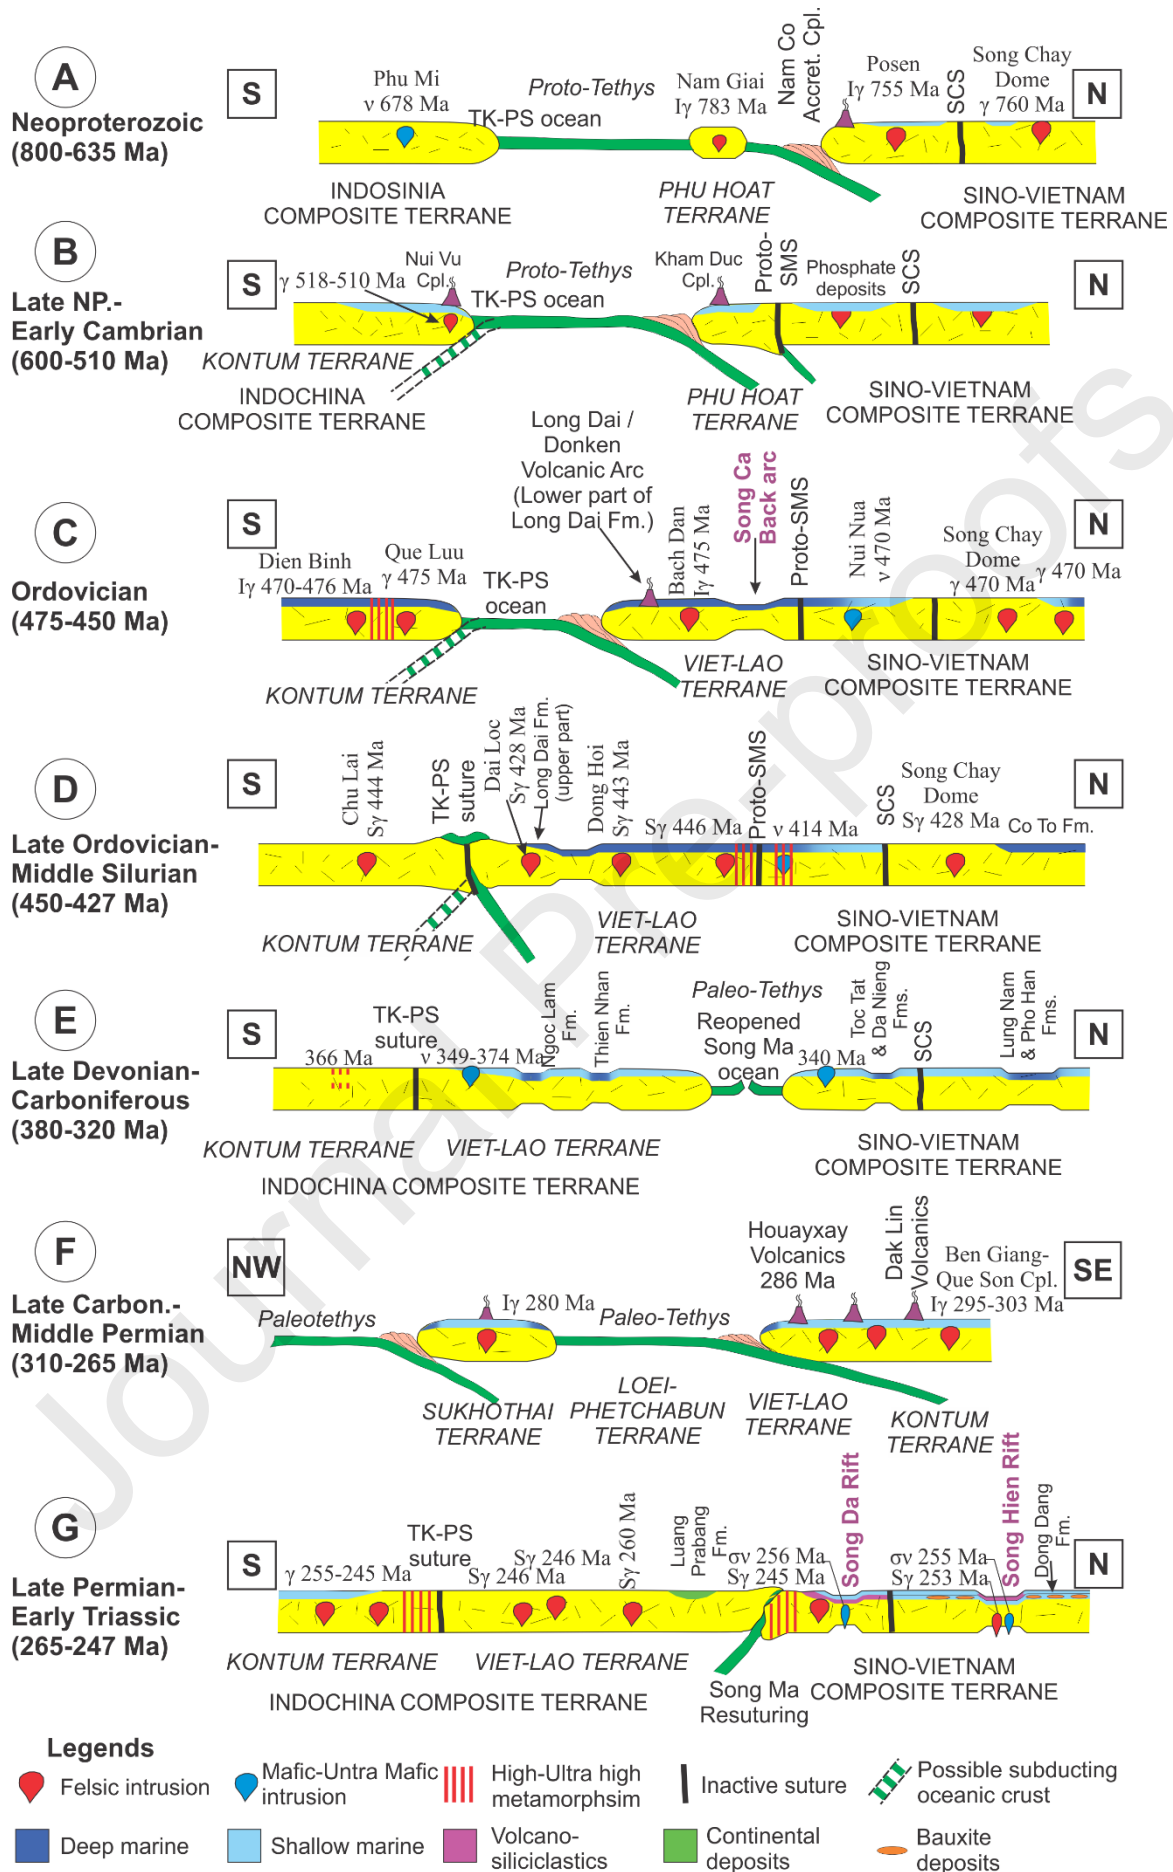 A
Neoproterozoic
(800-635 Ma)
S
Phu Mi
ν 678 Ma
Proto-Tethys
TK-PS ocean
Nam Giai
Iγ 783 Ma
Nam Co
Accret. Cpl.
Posen
Iγ 755 Ma
SCS
Song Chay
Dome
γ 760 Ma
N
INDOSINIA
COMPOSITE TERRANE
PHU HOAT
TERRANE
SINO-VIETNAM
COMPOSITE TERRANE
B
Late NP.-
Early Cambrian
(600-510 Ma)
S
γ 518-510 Ma
Nui Vu
Cpl.
Proto-Tethys
TK-PS ocean
Kham Duc
Cpl.
Proto-
SMS
Phosphate
deposits
SCS
N
KONTUM TERRANE
INDOCHINA
COMPOSITE TERRANE
PHU HOAT
TERRANE
SINO-VIETNAM
COMPOSITE TERRANE
C
Ordovician
(475-450 Ma)
S
Dien Binh
Iγ 470-476 Ma
Que Luu
γ 475 Ma
TK-PS
ocean
Long Dai /
Donken
Volcanic Arc
(Lower part of
Long Dai Fm.)
Bach Dan
Iγ 475 Ma
Song Ca
Back arc
Proto-SMS
Nui Nua
ν 470 Ma
Song Chay
Dome
γ 470 Ma
γ 470 Ma
N
KONTUM TERRANE
VIET-LAO
TERRANE
SINO-VIETNAM
COMPOSITE TERRANE
D
Late Ordovician-
Middle Silurian
(450-427 Ma)
S
Chu Lai
Sγ 444 Ma
TK-PS
suture
Dai Loc
Sγ 428 Ma
Long Dai Fm.
(upper part)
Dong Hoi
Sγ 443 Ma
Sγ 446 Ma
Proto-SMS
ν 414 Ma
SCS
Song Chay
Dome
Sγ 428 Ma
Co To Fm.
N
KONTUM TERRANE
VIET-LAO
TERRANE
SINO-VIETNAM
COMPOSITE TERRANE
E
Late Devonian-
Carboniferous
(380-320 Ma)
S
366 Ma
TK-PS
suture
ν 349-374 Ma
Ngoc Lam
Fm.
Thien Nhan
Fm.
Paleo-Tethys
Reopened
Song Ma
ocean
340 Ma
Toc Tat
& Da Nieng
Fms.
SCS
Lung Nam
& Pho Han
Fms.
N
KONTUM TERRANE
VIET-LAO TERRANE
INDOCHINA COMPOSITE TERRANE
SINO-VIETNAM
COMPOSITE TERRANE
F
Late Carbon.-
Middle Permian
(310-265 Ma)
NW
Paleotethys
Iγ 280 Ma
Paleo-Tethys
Houayxay
Volcanics
286 Ma
Dak Lin
Volcanics
Ben Giang-
Que Son Cpl.
Iγ 295-303 Ma
SE
SUKHOTHAI
TERRANE
LOEI-
PHETCHABUN
TERRANE
VIET-LAO
TERRANE
KONTUM
TERRANE
G
Late Permian-
Early Triassic
(265-247 Ma)
S
γ 255-245 Ma
TK-PS
suture
Sγ 246 Ma
Sγ 246 Ma
Sγ 260 Ma
Luang
Prabang
Fm.
σν 256 Ma
Sγ 245 Ma
Song Da Rift
σν 255 Ma
Sγ 253 Ma
Song Hien Rift
Dong Dang
Fm.
N
KONTUM TERRANE
VIET-LAO TERRANE
INDOCHINA COMPOSITE TERRANE
Song Ma
Resuturing
SINO-VIETNAM
COMPOSITE TERRANE
Legends
Felsic intrusion
Mafic-Untra Mafic
intrusion
High-Ultra high
metamorphsim
Inactive suture
Possible subducting
oceanic crust
Deep marine
Shallow marine
Volcano-
siliciclastics
Continental
deposits
Bauxite
deposits
Journal Pre-proofs